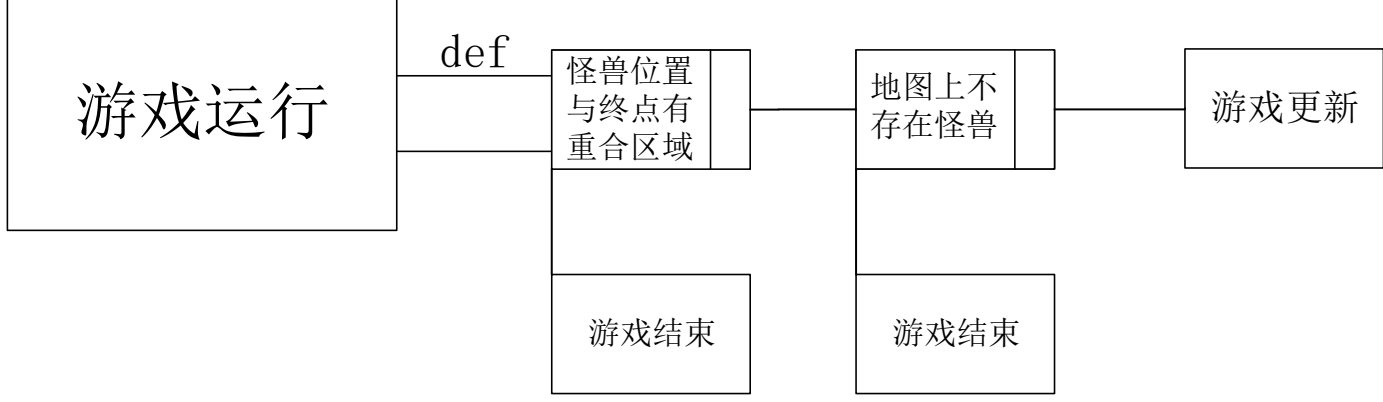 游戏运行
def
怪兽位置
与终点有
重合区域
地图上不
存在怪兽
游戏更新
游戏结束
游戏结束